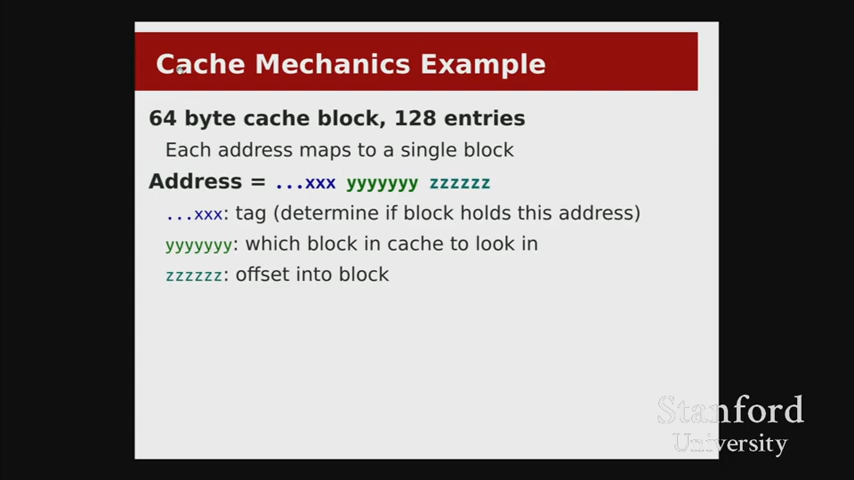 Cache Mechanics Example
64 byte cache block, 128 entries
Each address maps to a single block
Address = ...xxx yyyyyyy zzzzzz
...xxx: tag (determine if block holds this address)
yyyyyyy: which block in cache to look in
zzzzzz: offset into block
Stanford
University